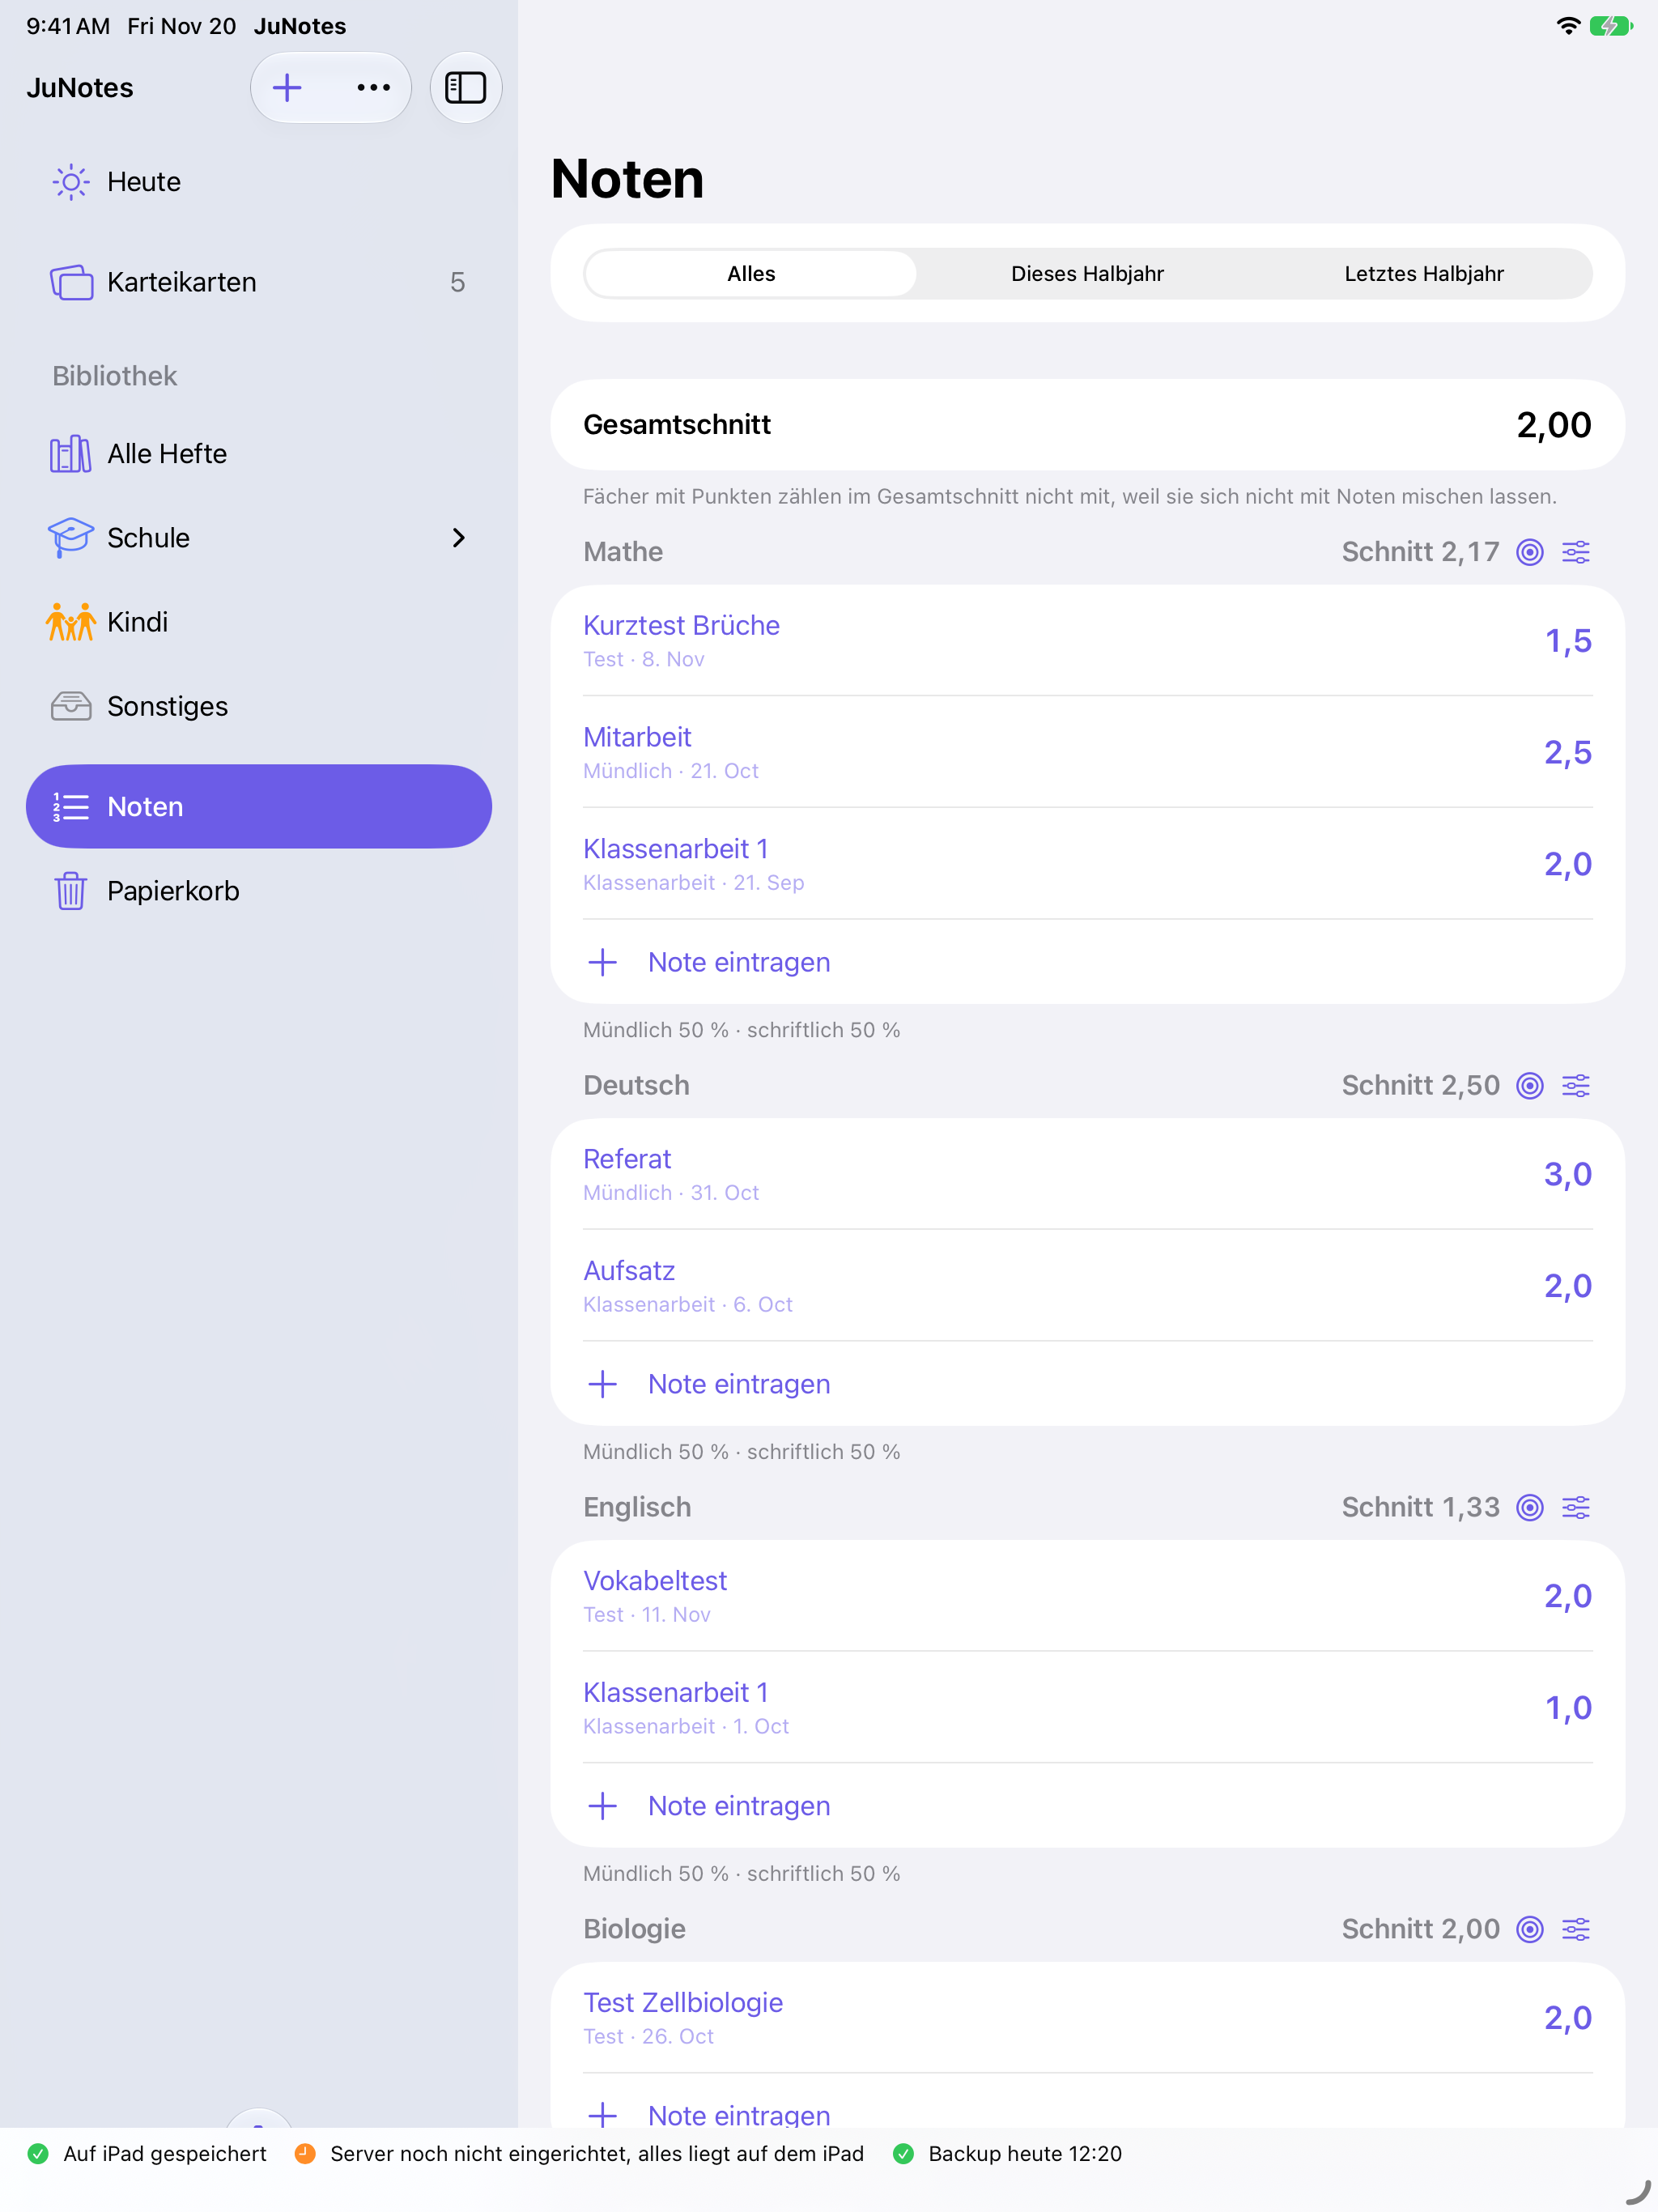 9:41 AM Fri Nov 20 JuNotes
JuNotes
Heute
Karteikarten 5
Bibliothek
Alle Hefte
Schule
Kindi
Sonstiges
Noten
Papierkorb
Noten
Alles Dieses Halbjahr Letztes Halbjahr
Gesamtschnitt 2,00
Fächer mit Punkten zählen im Gesamtschnitt nicht mit, weil sie sich nicht mit Noten mischen lassen.
Mathe Schnitt 2,17
Kurztest Brüche 1,5
Test · 8. Nov
Mitarbeit 2,5
Mündlich · 21. Oct
Klassenarbeit 1 2,0
Klassenarbeit · 21. Sep
Note eintragen
Mündlich 50 % · schriftlich 50 %
Deutsch Schnitt 2,50
Referat 3,0
Mündlich · 31. Oct
Aufsatz 2,0
Klassenarbeit · 6. Oct
Note eintragen
Mündlich 50 % · schriftlich 50 %
Englisch Schnitt 1,33
Vokabeltest 2,0
Test · 11. Nov
Klassenarbeit 1 1,0
Klassenarbeit · 1. Oct
Note eintragen
Mündlich 50 % · schriftlich 50 %
Biologie Schnitt 2,00
Test Zellbiologie 2,0
Test · 26. Oct
Note eintragen
Auf iPad gespeichert Server noch nicht eingerichtet, alles liegt auf dem iPad Backup heute 12:20